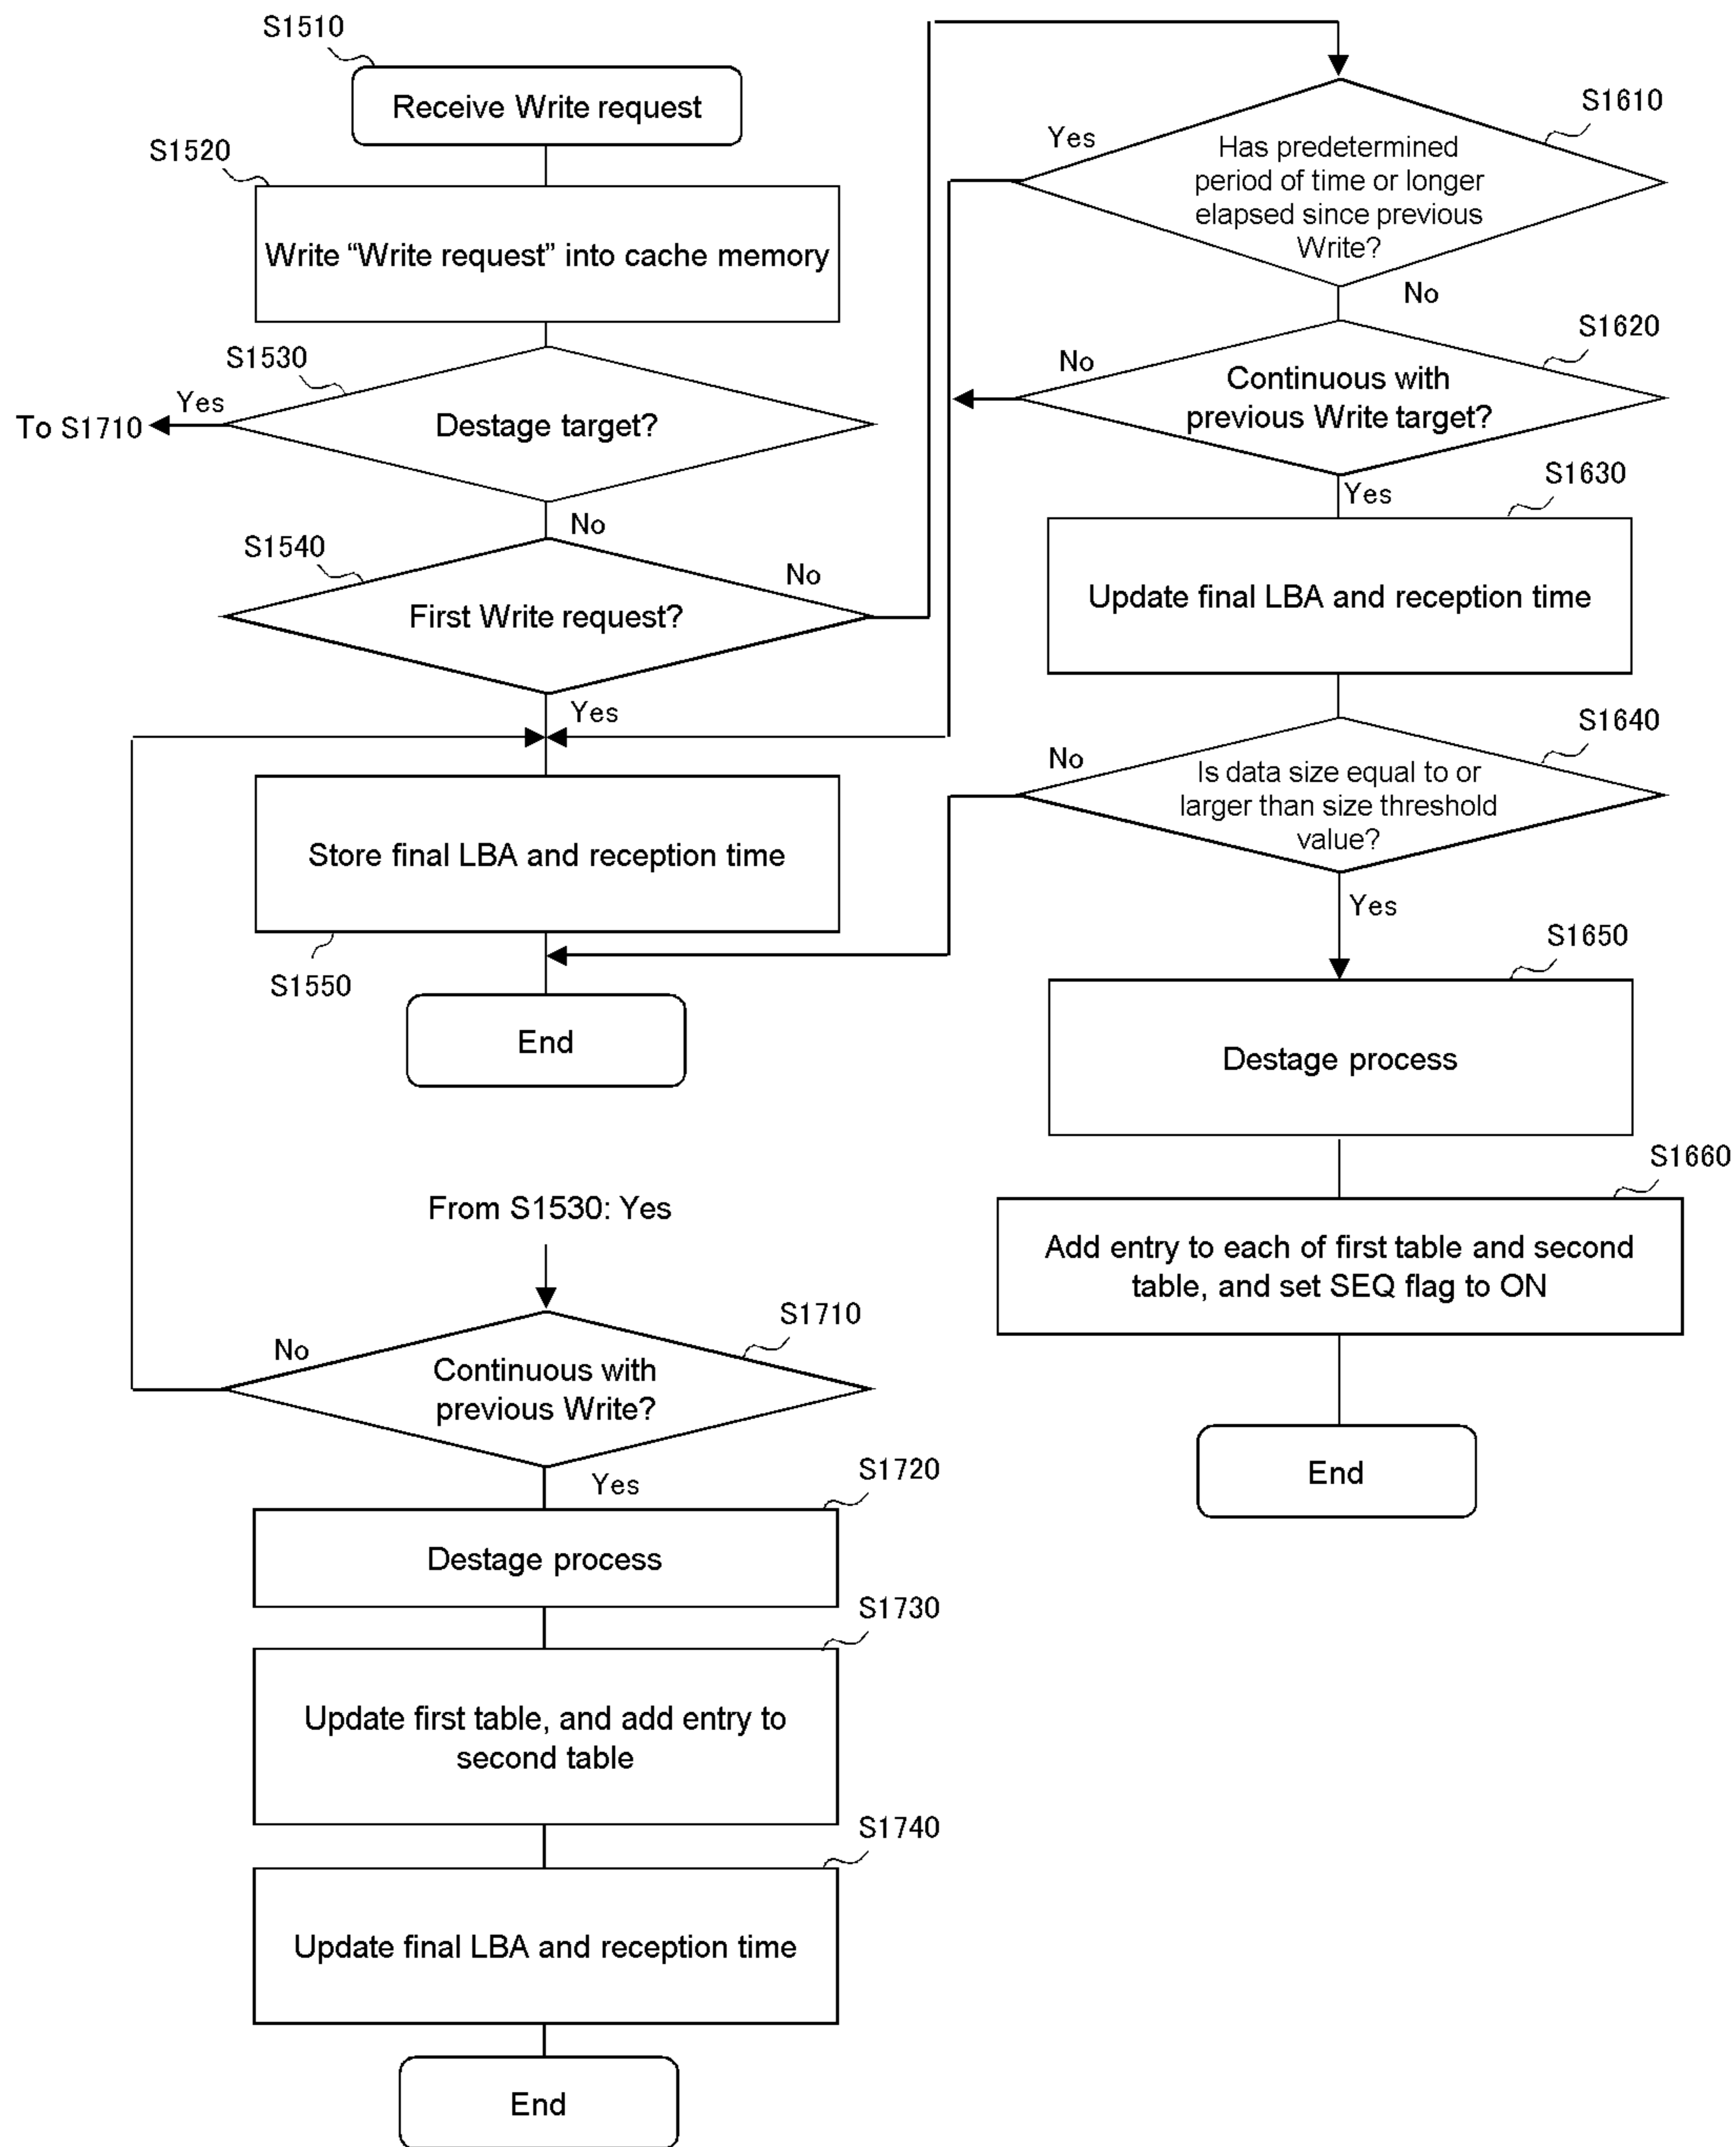 S1510
Receive Write request
S1520
Write “Write request” into cache memory
S1530
Yes
To S1710
Destage target?
No
S1540
No
First Write request?
Yes
Store final LBA and reception time
S1550
End
S1610
Yes
Has predetermined
period of time or longer
elapsed since previous
Write?
No
S1620
No
Continuous with
previous Write target?
Yes
S1630
Update final LBA and reception time
S1640
No
Is data size equal to or
larger than size threshold
value?
Yes
S1650
Destage process
S1660
Add entry to each of first table and second
table, and set SEQ flag to ON
End
From S1530: Yes
S1710
No
Continuous with
previous Write?
Yes
S1720
Destage process
S1730
Update first table, and add entry to
second table
S1740
Update final LBA and reception time
End